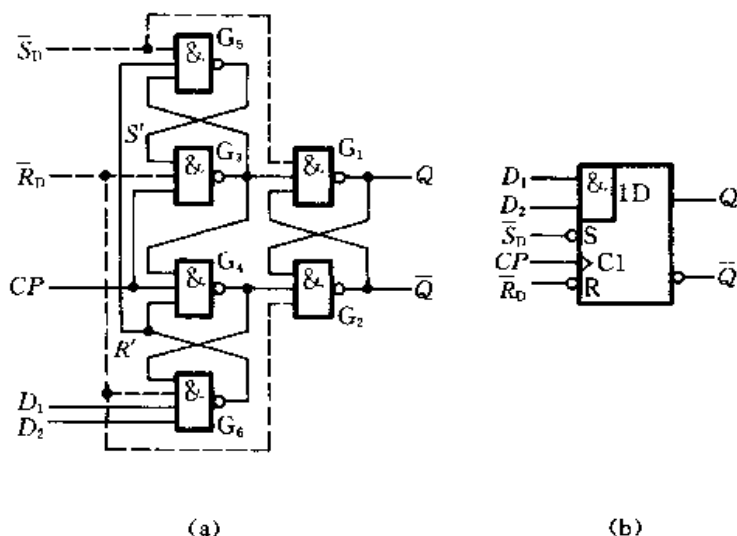 S̄D
& G5
S'
G1
R̄D
& G3
&
Q
CP
& G4
&
Q̄
G2
R'
D1
D2
& G6
(a)
D1
D2
& 1D
Q
S̄D
S
CP
C1
R̄D
R
Q̄
(b)